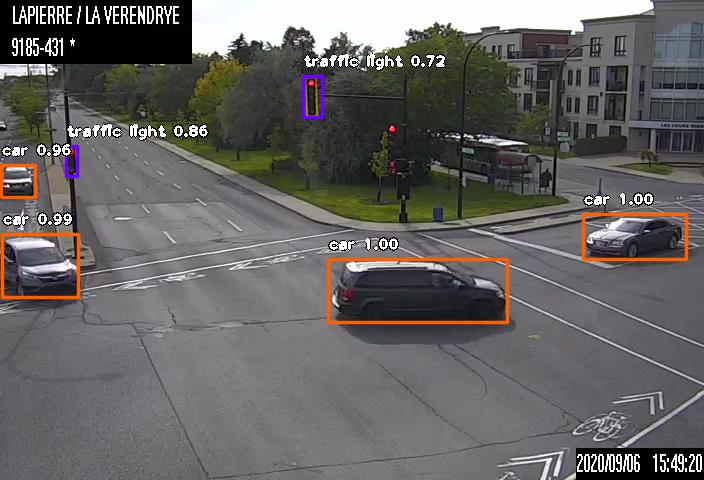 LAPIERRE / LA VERENDRYE
9185-431 *
traffic light 0.72
traffic light 0.86
car 0.96
car 1.00
car 0.99
car 1.00
2020/09/06 15:49:20